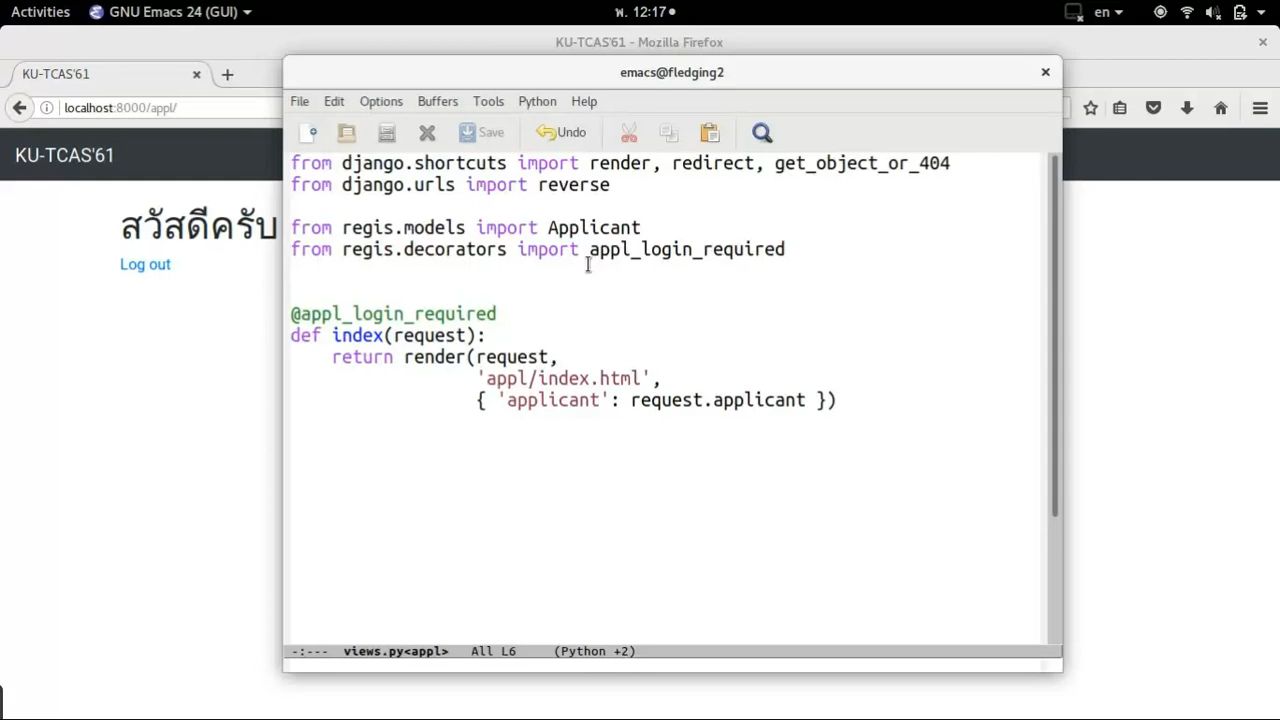 Activities GNU Emacs 24 (GUI) พ. 12:17 en
KU-TCAS'61 - Mozilla Firefox
KU-TCAS'61
localhost:8000/appl/
KU-TCAS'61
สวัสดีครับ
Log out
emacs@fledging2
File Edit Options Buffers Tools Python Help
Save Undo
from django.shortcuts import render, redirect, get_object_or_404
from django.urls import reverse
from regis.models import Applicant
from regis.decorators import appl_login_required
@appl_login_required
def index(request):
return render(request,
'appl/index.html',
{ 'applicant': request.applicant })
-:--- views.py<appl> All L6 (Python +2)